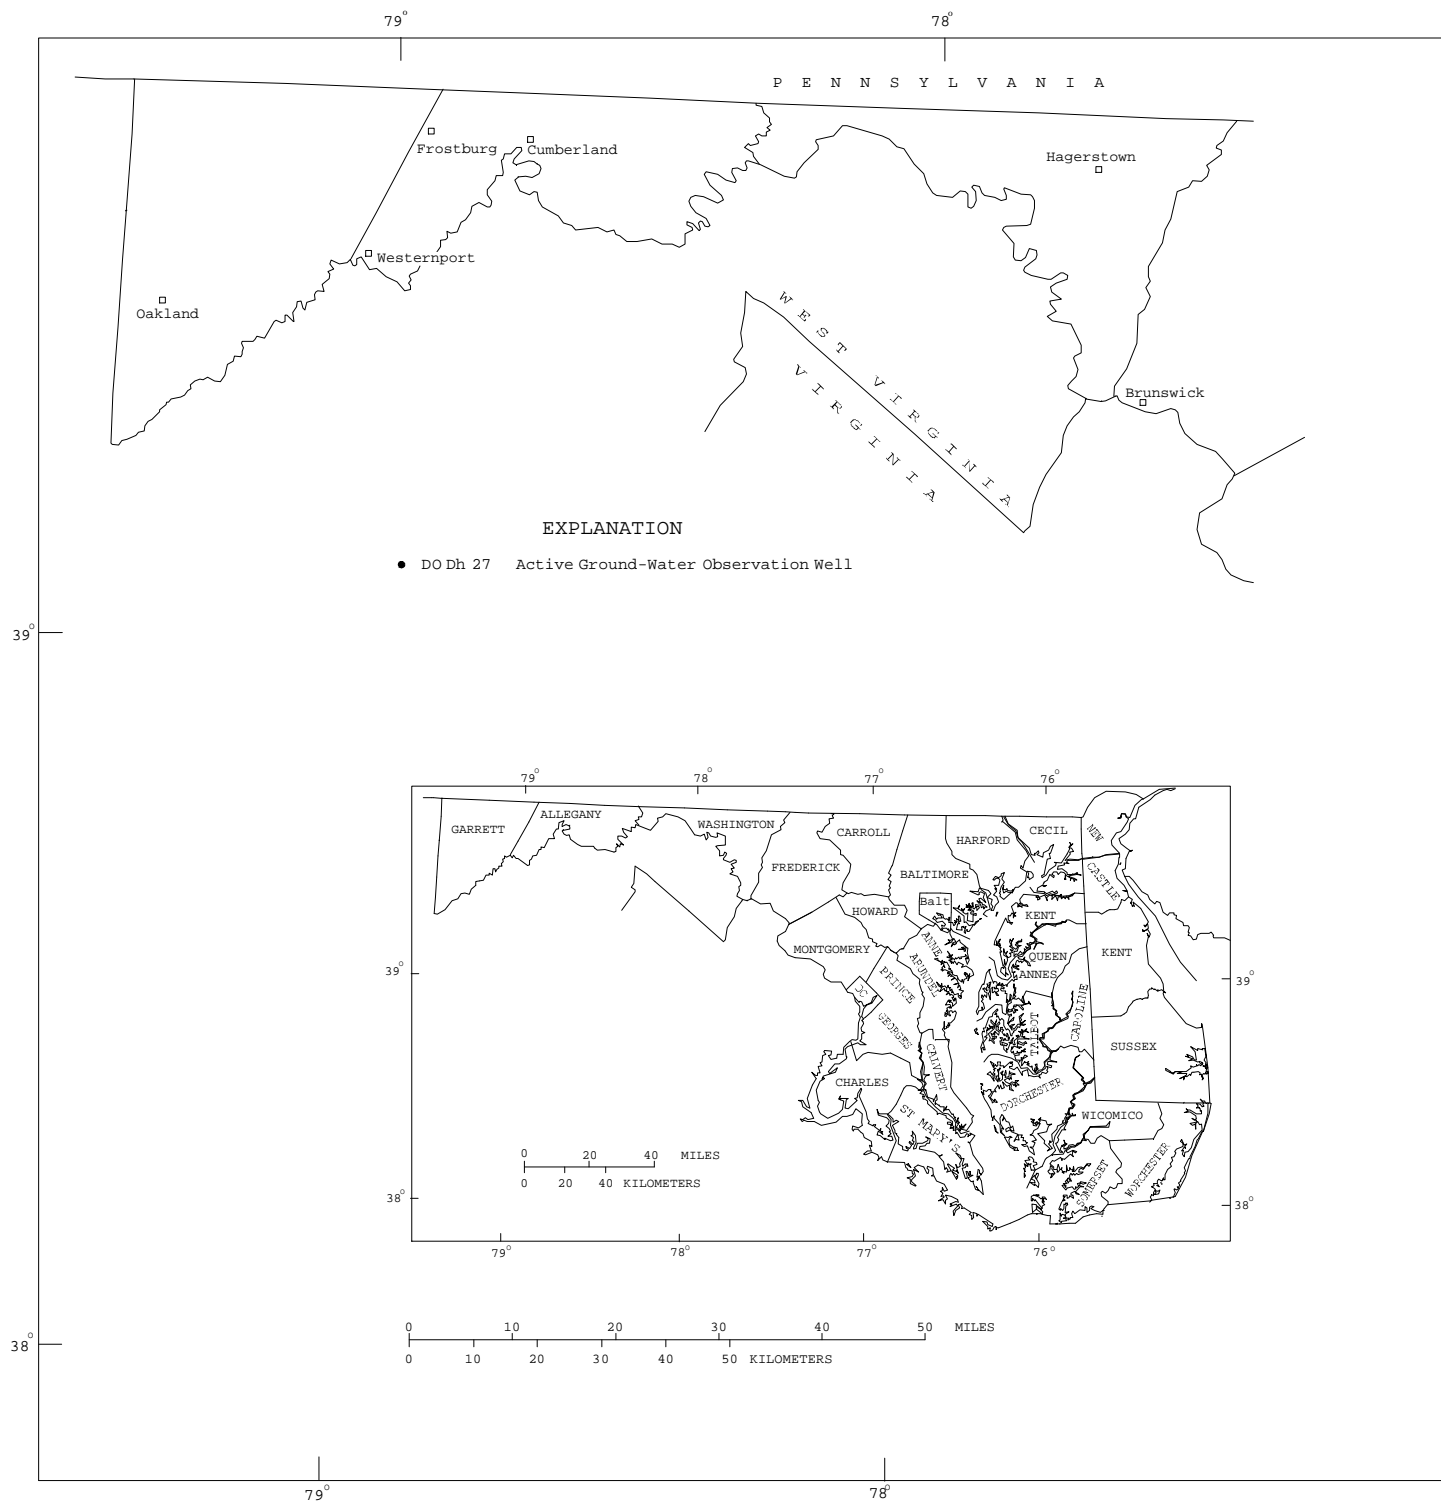 79° 78°
P E N N S Y L V A N I A
Frostburg
Cumberland
Hagerstown
Westernport
Oakland
W E S T V I R G I N I A
V I R G I N I A
Brunswick
EXPLANATION
DO Dh 27 Active Ground-Water Observation Well
39°
79° 78° 77° 76°
GARRETT
ALLEGANY
WASHINGTON
FREDERICK
CARROLL
BALTIMORE
HARFORD
CECIL
NEW CASTLE
Balt
HOWARD
KENT
MONTGOMERY
ANNE ARUNDEL
QUEEN ANNES
KENT
39°
39°
DC
PRINCE GEORGES
CAROLINE
TALBOT
SUSSEX
CALVERT
CHARLES
DORCHESTER
ST MARY'S
WICOMICO
SOMERSET
WORCHESTER
0 20 40 MILES
0 20 40 KILOMETERS
38°
38°
79° 78° 77° 76°
0 10 20 30 40 50 MILES
0 10 20 30 40 50 KILOMETERS
38°
79° 78°